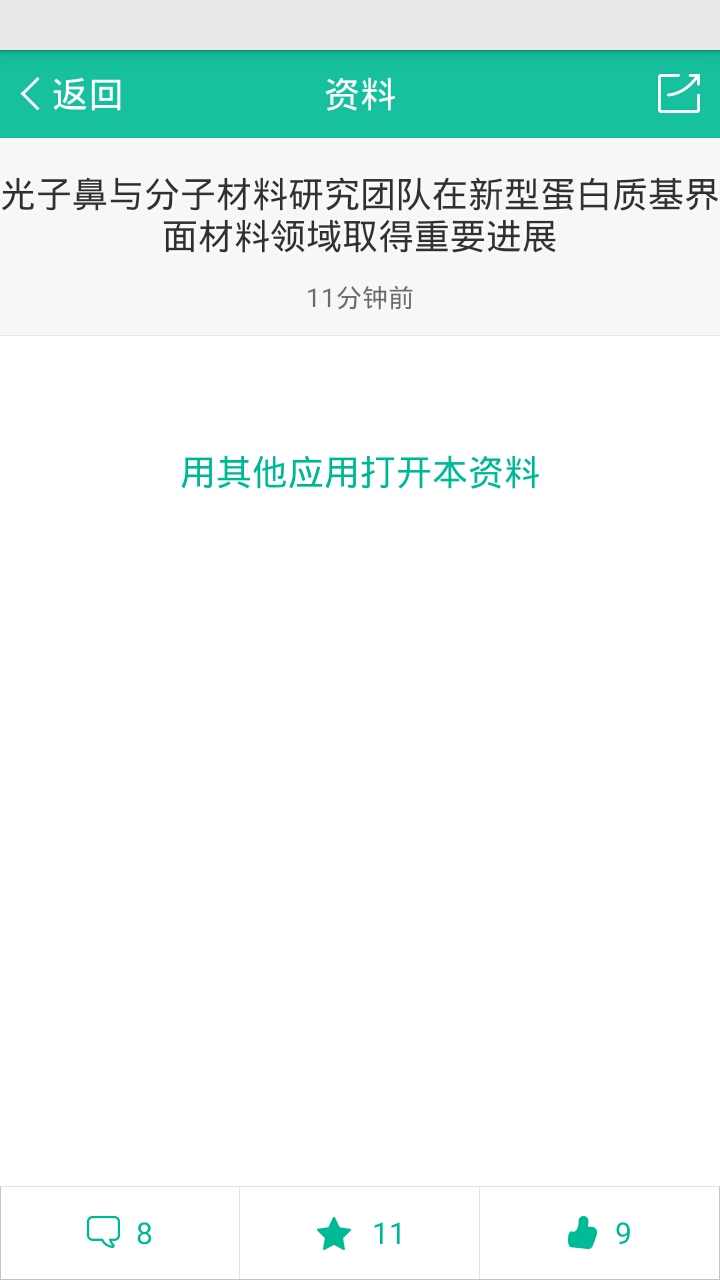 返回
资料
光子鼻与分子材料研究团队在新型蛋白质基界
面材料领域取得重要进展
11分钟前
用其他应用打开本资料
8
11
9